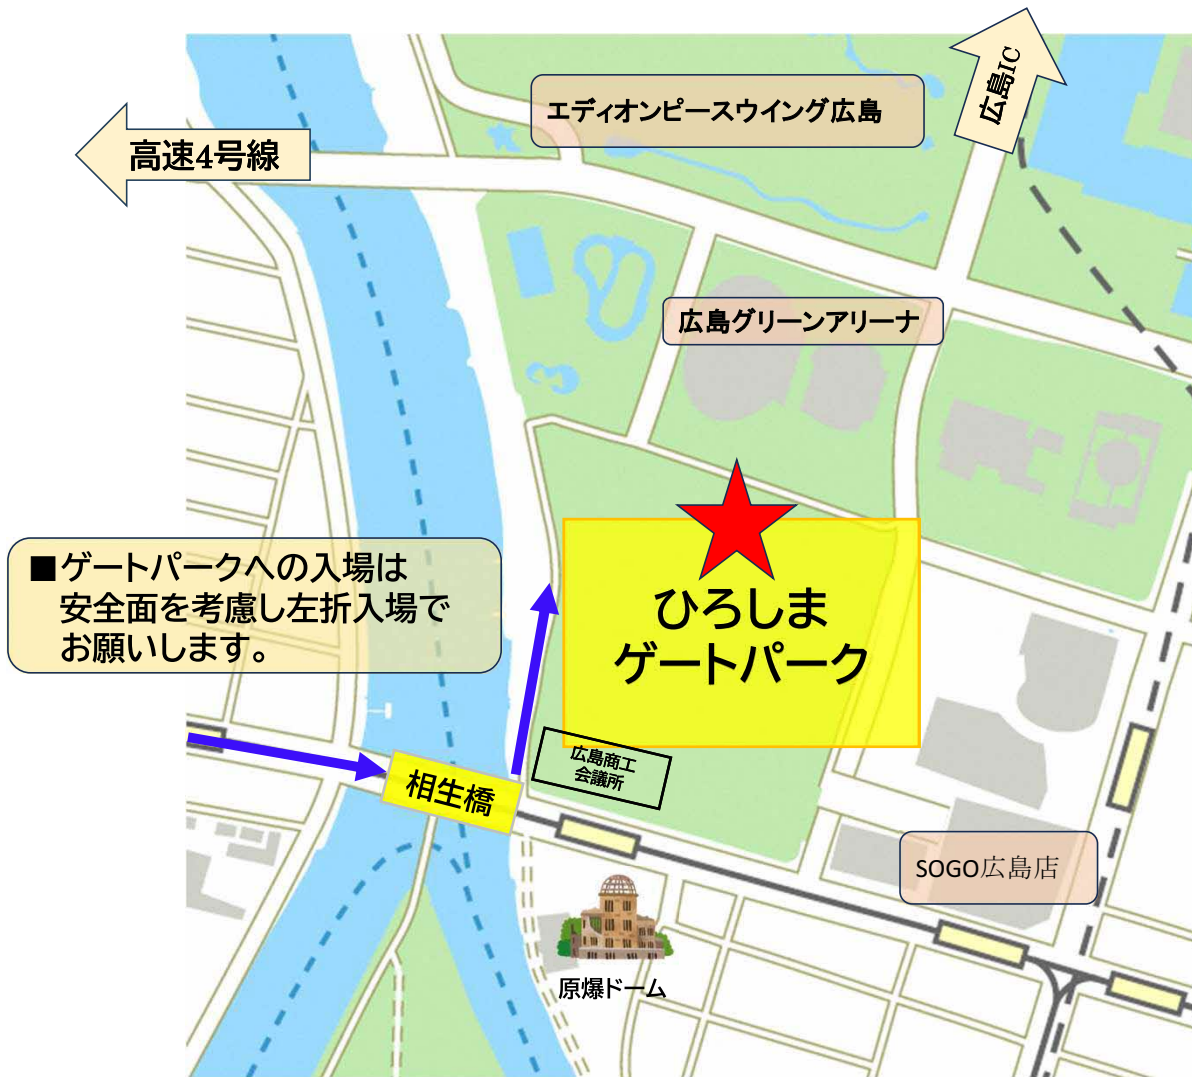 広島IC
エディオンピースウイング広島
高速4号線
広島グリーンアリーナ
■ゲートパークへの入場は
安全面を考慮し左折入場で
お願いします。
ひろしま
ゲートパーク
広島商工
会議所
相生橋
SOGO広島店
原爆ドーム